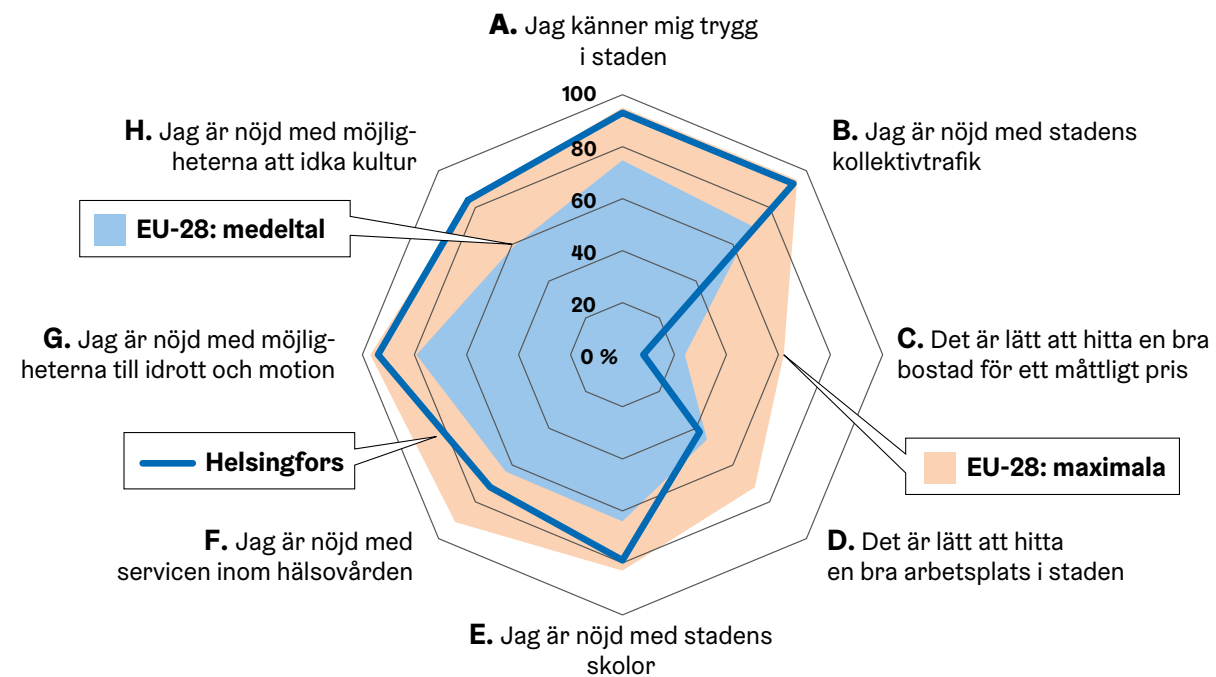 A. Jag känner mig trygg
i staden
100
80
60
40
20
0 %
B. Jag är nöjd med stadens
kollektivtrafik
C. Det är lätt att hitta en bra
bostad för ett måttligt pris
EU-28: maximala
D. Det är lätt att hitta
en bra arbetsplats i staden
E. Jag är nöjd med stadens
skolor
F. Jag är nöjd med
servicen inom hälsovården
Helsingfors
G. Jag är nöjd med möjlig-
heterna till idrott och motion
EU-28: medeltal
H. Jag är nöjd med möjlig-
heterna att idka kultur